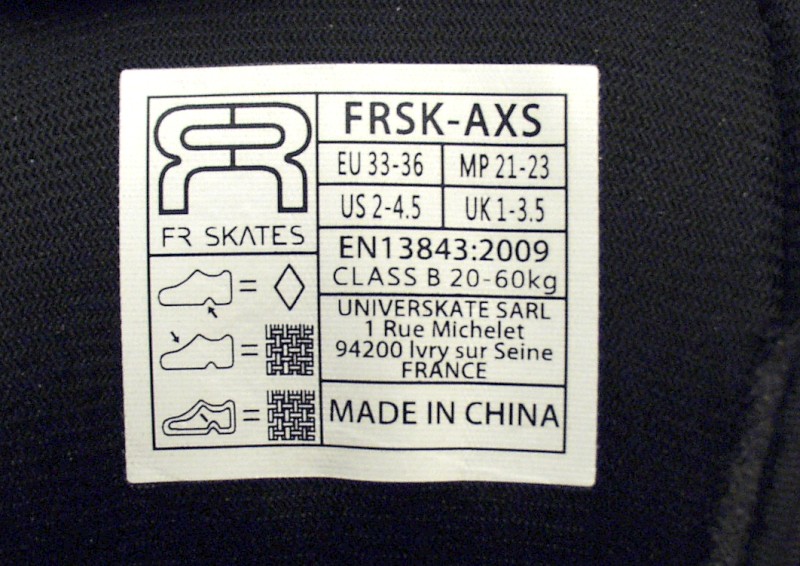 FR SKATES
FRSK-AXS
EU 33-36
MP 21-23
US 2-4.5
UK 1-3.5
EN13843:2009
CLASS B 20-60kg
UNIVERSKATE SARL
1 Rue Michelet
94200 Ivry sur Seine
FRANCE
MADE IN CHINA
=
=
=